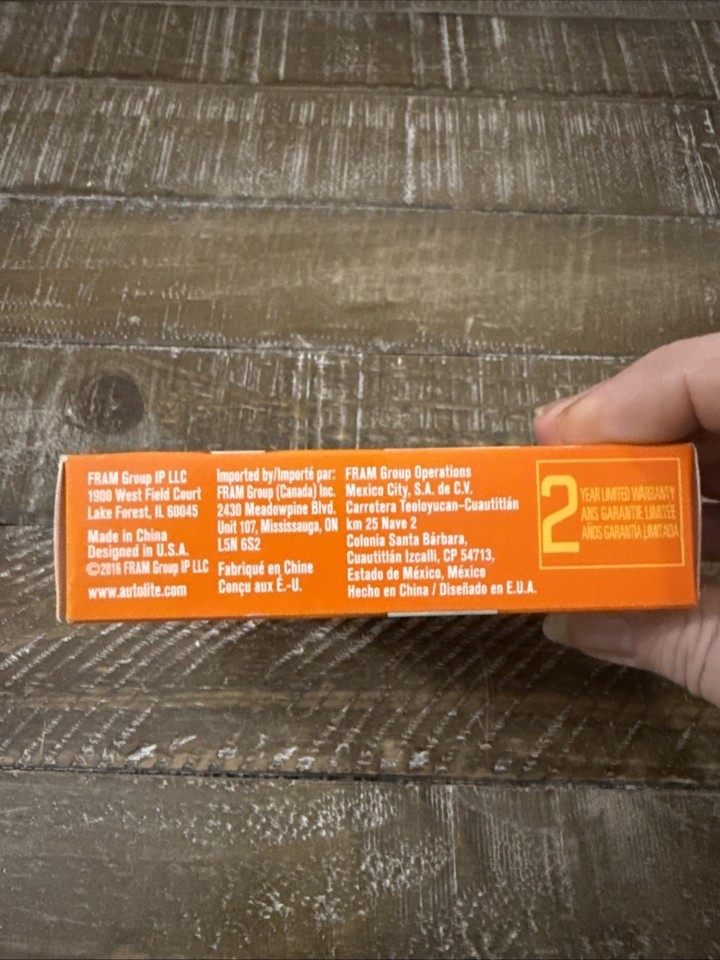 FRAM Group IP LLC
1900 West Field Court
Lake Forest, IL 60045
Made in China
Designed in U.S.A.
©2016 FRAM Group IP LLC
www.autolite.com
Imported by/Importé par:
FRAM Group (Canada) Inc.
2430 Meadowpine Blvd.
Unit 107, Mississauga, ON
L5N 6S2
Fabriqué en Chine
Conçu aux É.-U.
FRAM Group Operations
Mexico City, S.A. de C.V.
Carretera Teoloyucan-Cuautitlán
km 25 Nave 2
Colonia Santa Bárbara,
Cuautitlán Izcalli, CP 54713,
Estado de México, México
Hecho en China / Diseñado en E.U.A.
2
YEAR LIMITED WARRANTY
ANS GARANTIE LIMITÉE
AÑOS GARANTÍA LIMITADA